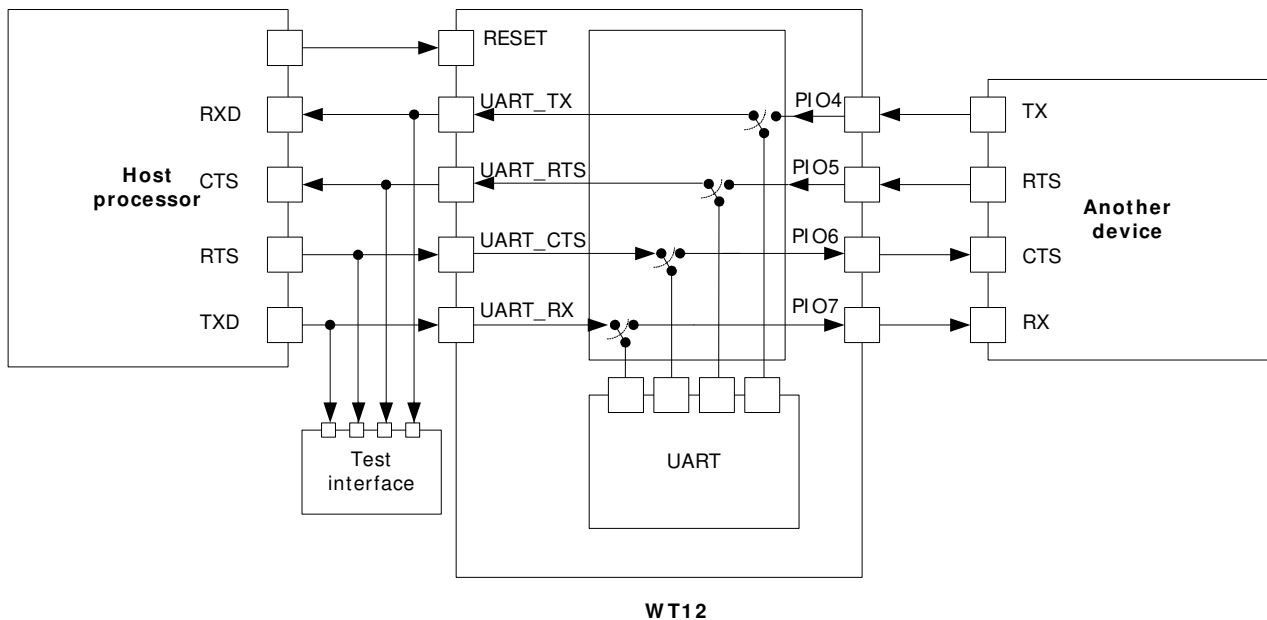 RESET
RXD
UART_TX
PIO4
TX
Host
processor
CTS
UART_RTS
PIO5
RTS
Another
device
RTS
UART_CTS
PIO6
CTS
TXD
UART_RX
PIO7
RX
Test
interface
UART
WT12